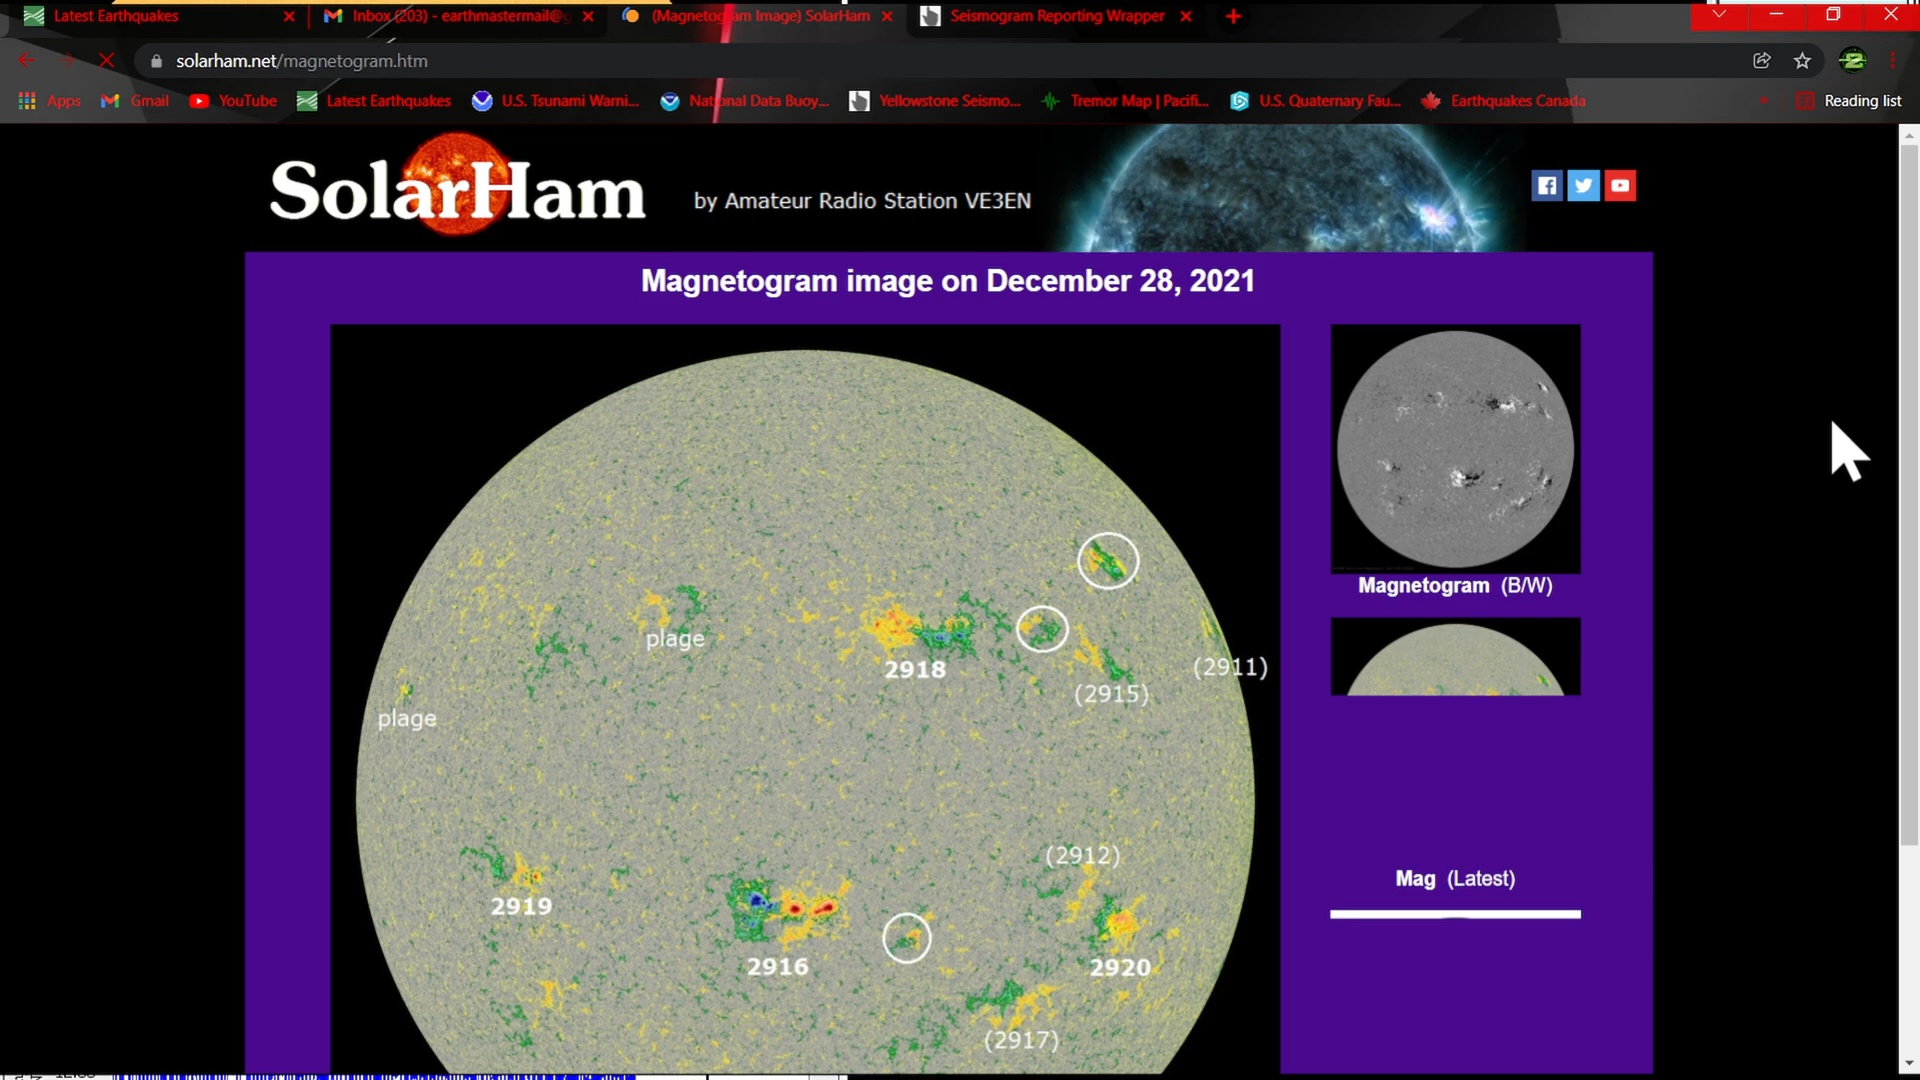 Latest Earthquakes
Inbox (203) - earthmastermail@g
(Magnetogram Image) SolarHam
Seismogram Reporting Wrapper
solarham.net/magnetogram.htm
Apps
Gmail
YouTube
Latest Earthquakes
U.S. Tsunami Warni...
National Data Buoy...
Yellowstone Seismo...
Tremor Map | Pacifi...
U.S. Quaternary Fau...
Earthquakes Canada
Reading list
SolarHam
by Amateur Radio Station VE3EN
Magnetogram image on December 28, 2021
Magnetogram (B/W)
plage
2918
(2911)
(2915)
plage
(2912)
Mag (Latest)
2919
2916
2920
(2917)